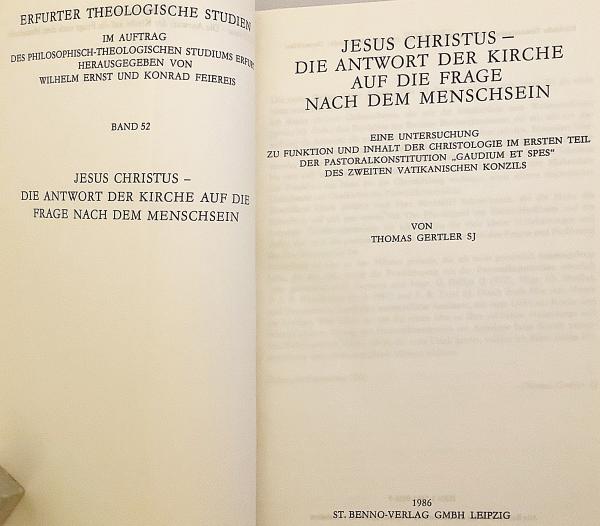 ERFURTER THEOLOGISCHE STUDIEN
IM AUFTRAG
DES PHILOSOPHISCH-THEOLOGISCHEN STUDIUMS ERFURT
HERAUSGEGEBEN VON
WILHELM ERNST UND KONRAD FEIEREIS
BAND 52
JESUS CHRISTUS –
DIE ANTWORT DER KIRCHE AUF DIE
FRAGE NACH DEM MENSCHSEIN
JESUS CHRISTUS –
DIE ANTWORT DER KIRCHE
AUF DIE FRAGE
NACH DEM MENSCHSEIN
EINE UNTERSUCHUNG
ZU FUNKTION UND INHALT DER CHRISTOLOGIE IM ERSTEN TEIL
DER PASTORALKONSTITUTION „GAUDIUM ET SPES“
DES ZWEITEN VATIKANISCHEN KONZILS
VON
THOMAS GERTLER SJ
1986
ST. BENNO-VERLAG GMBH LEIPZIG